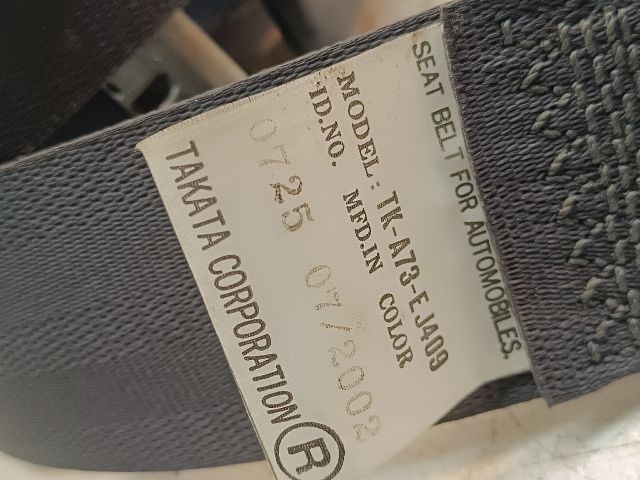 SEAT BELT FOR AUTOMOBILES.
MODEL : TK-A73-EJ409
ID.NO. MFD.IN COLOR
0725 07/2002
TAKATA CORPORATION R